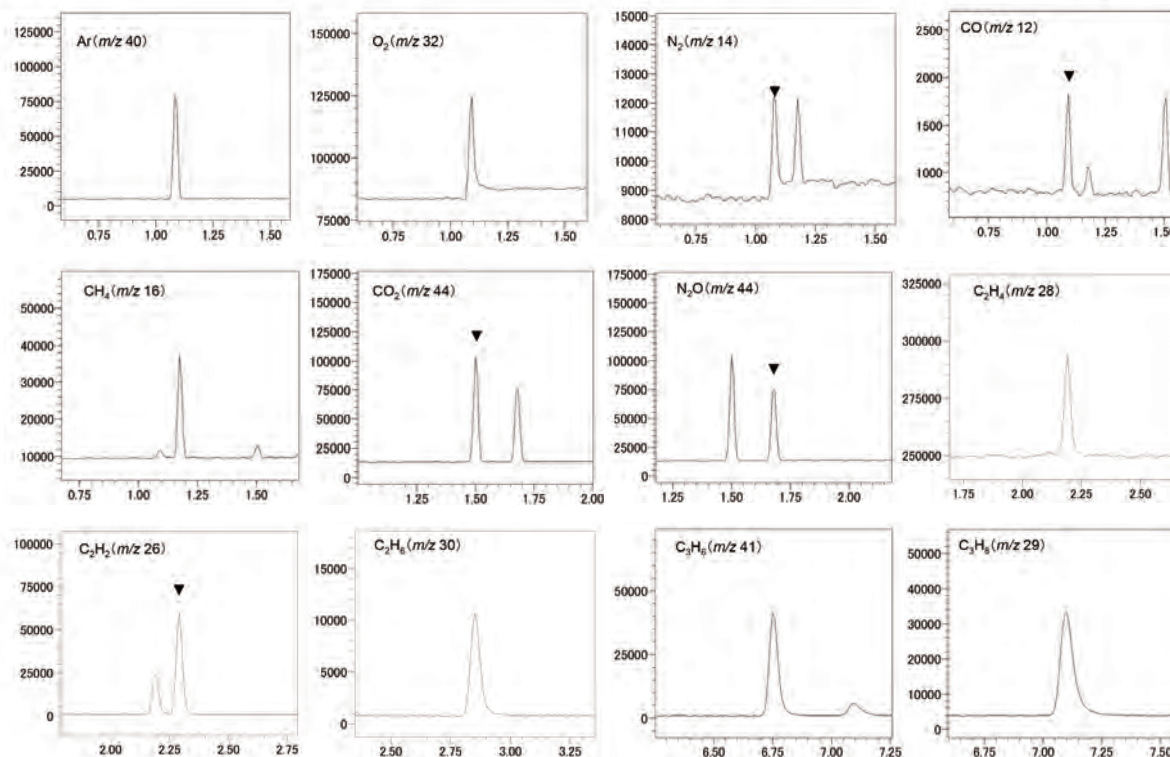 Ar(m/z 40)
125000
100000
75000
50000
25000
0
0.75 1.00 1.25 1.50
O₂(m/z 32)
150000
125000
100000
75000
0.75 1.00 1.25 1.50
N₂(m/z 14)
15000
14000
13000
12000
11000
10000
9000
8000
0.75 1.00 1.25 1.50
CO(m/z 12)
2500
2000
1500
1000
0.75 1.00 1.25 1.50
CH₄(m/z 16)
50000
40000
30000
20000
10000
0.75 1.00 1.25 1.50
CO₂(m/z 44)
175000
150000
125000
100000
75000
50000
25000
0
1.25 1.50 1.75 2.00
N₂O(m/z 44)
175000
150000
125000
100000
75000
50000
25000
0
1.25 1.50 1.75 2.00
C₂H₄(m/z 28)
325000
300000
275000
250000
1.75 2.00 2.25 2.50
C₂H₂(m/z 26)
100000
75000
50000
25000
0
2.00 2.25 2.50 2.75
C₂H₆(m/z 30)
15000
10000
5000
0
2.50 2.75 3.00 3.25
C₃H₆(m/z 41)
50000
25000
0
6.50 6.75 7.00 7.25
C₃H₈(m/z 29)
50000
40000
30000
20000
10000
0
6.75 7.00 7.25 7.50